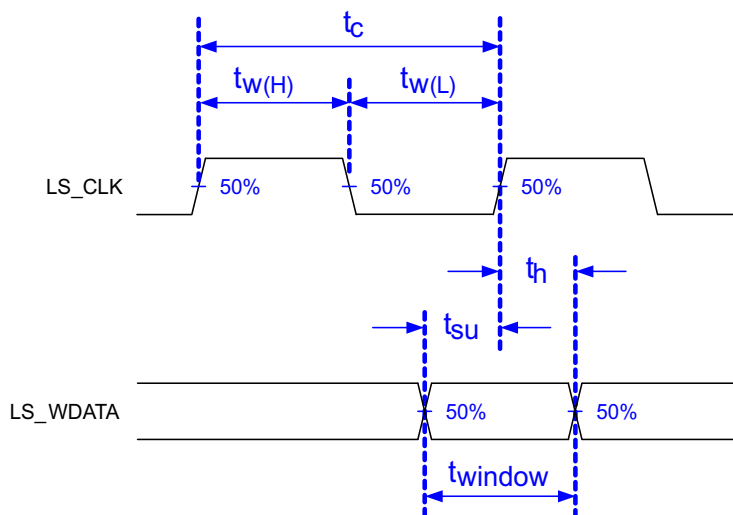 tc
tw(H) tw(L)
LS_CLK 50% 50% 50%
th
tsu
LS_WDATA 50% 50%
twindow